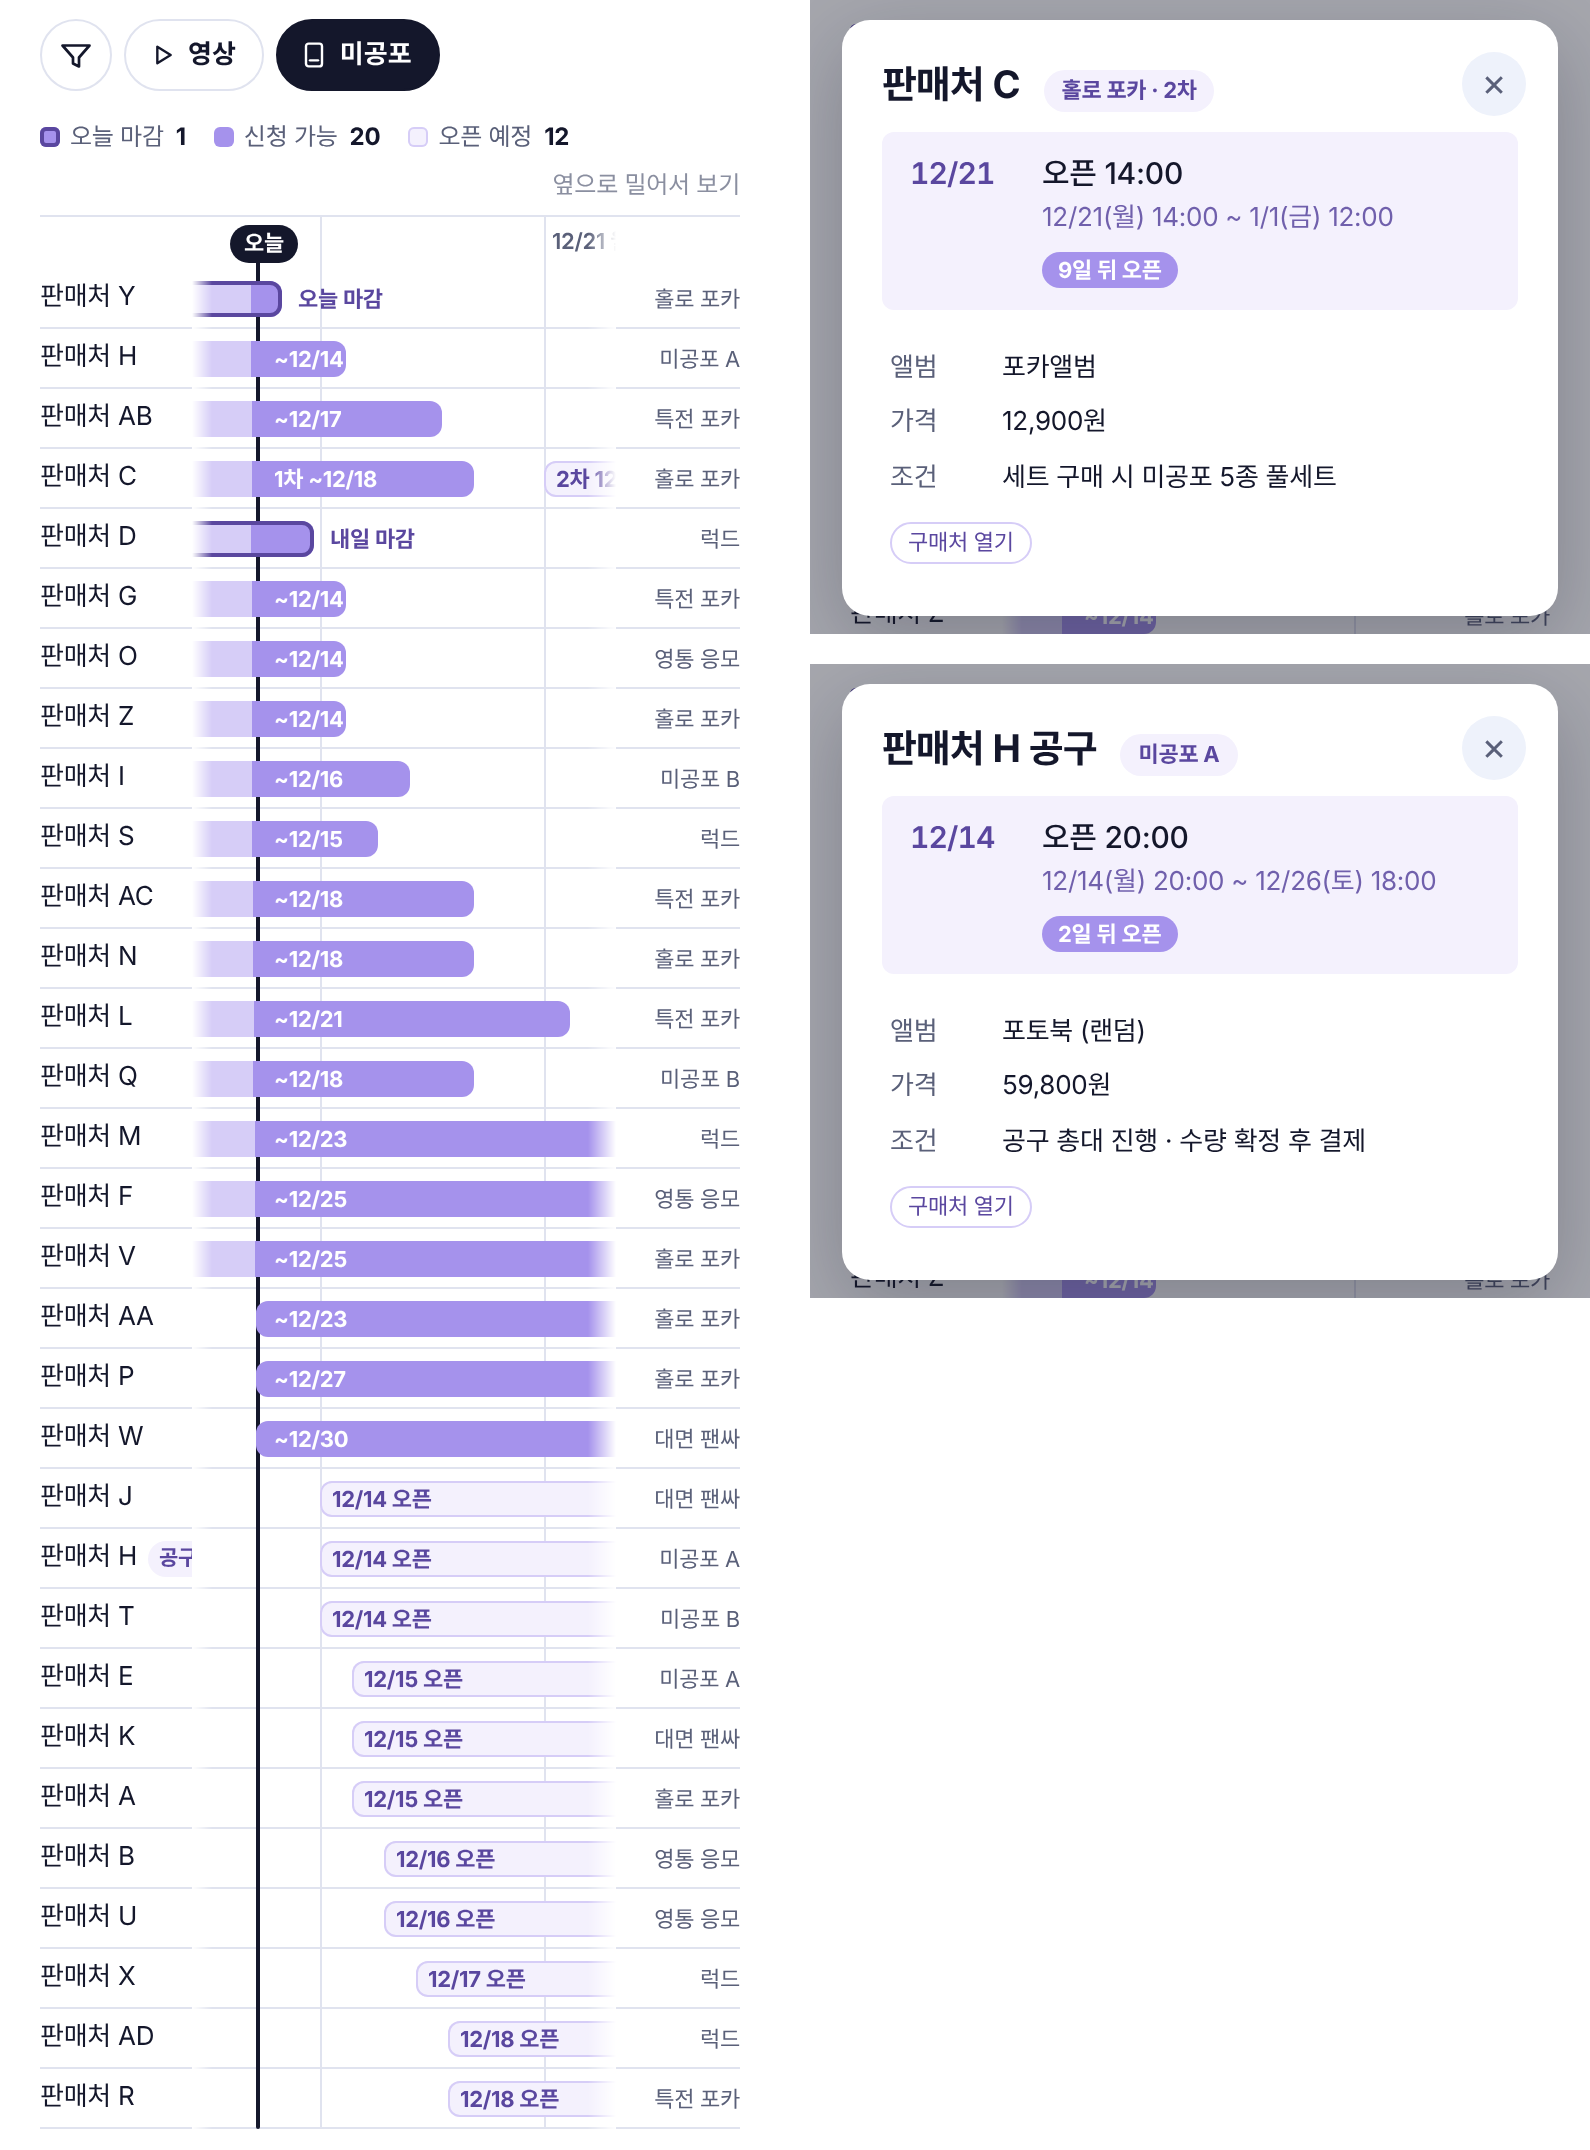 영상
미공포
오늘 마감 1
신청 가능 20
오픈 예정 12
옆으로 밀어서 보기
오늘
12/21
판매처 Y 오늘 마감 홀로 포카
판매처 H ~12/14 미공포 A
판매처 AB ~12/17 특전 포카
판매처 C 1차 ~12/18 2차 12 홀로 포카
판매처 D 내일 마감 럭드
판매처 G ~12/14 특전 포카
판매처 O ~12/14 영통 응모
판매처 Z ~12/14 홀로 포카
판매처 I ~12/16 미공포 B
판매처 S ~12/15 럭드
판매처 AC ~12/18 특전 포카
판매처 N ~12/18 홀로 포카
판매처 L ~12/21 특전 포카
판매처 Q ~12/18 미공포 B
판매처 M ~12/23 럭드
판매처 F ~12/25 영통 응모
판매처 V ~12/25 홀로 포카
판매처 AA ~12/23 홀로 포카
판매처 P ~12/27 홀로 포카
판매처 W ~12/30 대면 팬싸
판매처 J 12/14 오픈 대면 팬싸
판매처 H 공구 12/14 오픈 미공포 A
판매처 T 12/14 오픈 미공포 B
판매처 E 12/15 오픈 미공포 A
판매처 K 12/15 오픈 대면 팬싸
판매처 A 12/15 오픈 홀로 포카
판매처 B 12/16 오픈 영통 응모
판매처 U 12/16 오픈 영통 응모
판매처 X 12/17 오픈 럭드
판매처 AD 12/18 오픈 럭드
판매처 R 12/18 오픈 특전 포카
판매처 C 홀로 포카 · 2차
12/21 오픈 14:00
12/21(월) 14:00 ~ 1/1(금) 12:00
9일 뒤 오픈
앨범 포카앨범
가격 12,900원
조건 세트 구매 시 미공포 5종 풀세트
구매처 열기
판매처 Z ~12/14 홀로 포카
판매처 H 공구 미공포 A
12/14 오픈 20:00
12/14(월) 20:00 ~ 12/26(토) 18:00
2일 뒤 오픈
앨범 포토북 (랜덤)
가격 59,800원
조건 공구 총대 진행 · 수량 확정 후 결제
구매처 열기
판매처 Z ~12/14 홀로 포카